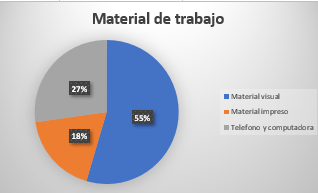 Material de trabajo
27%
55%
18%
Material visual
Material impreso
Telefono y computadora